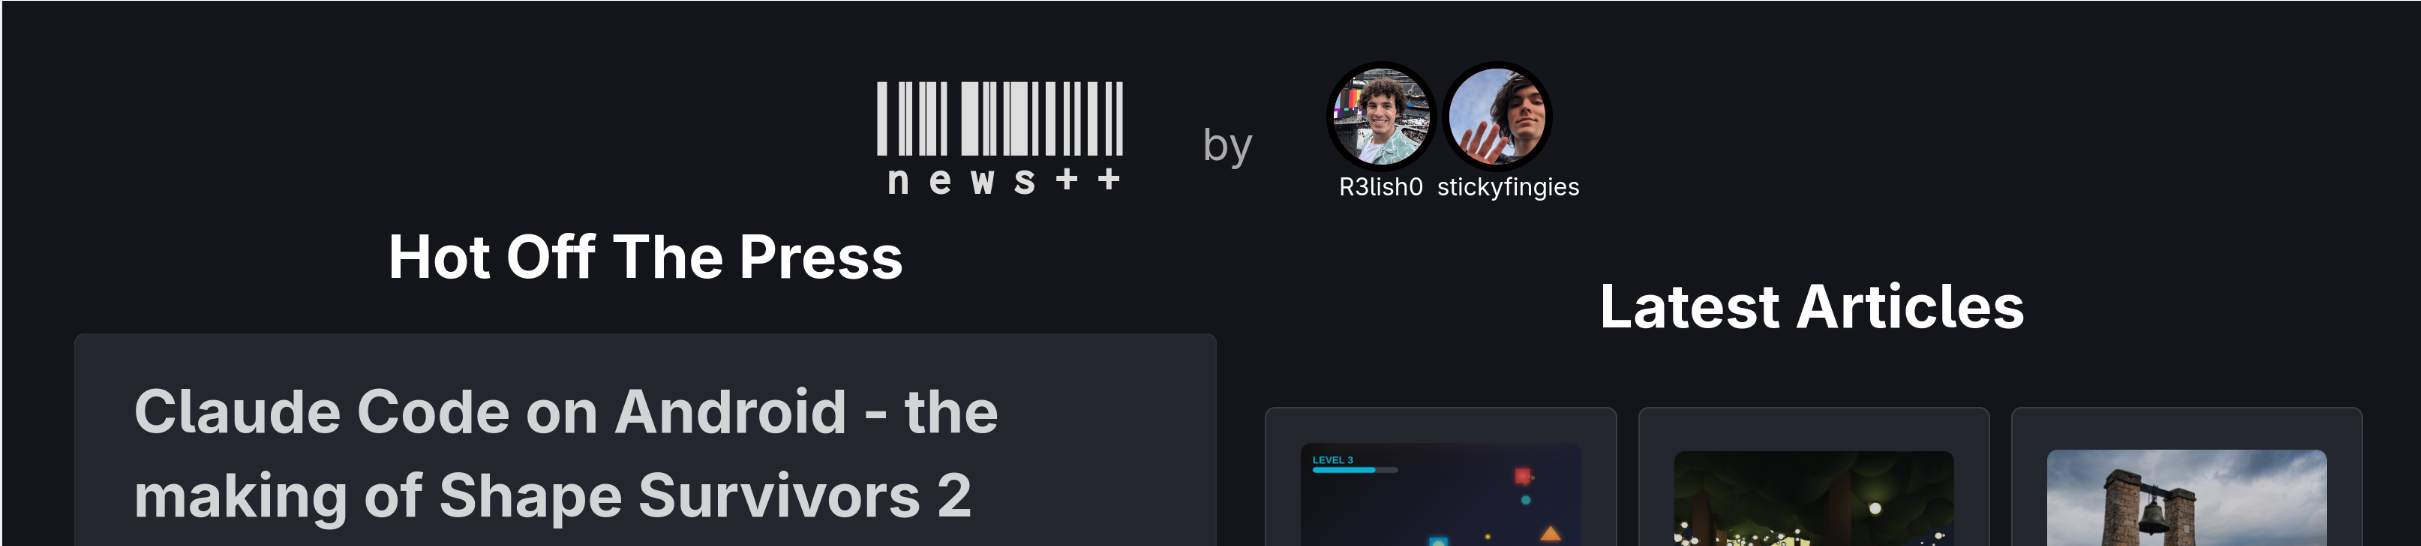 news++
by
R3lish0 stickyfingies
Hot Off The Press
Latest Articles
Claude Code on Android - the
making of Shape Survivors 2
LEVEL 3